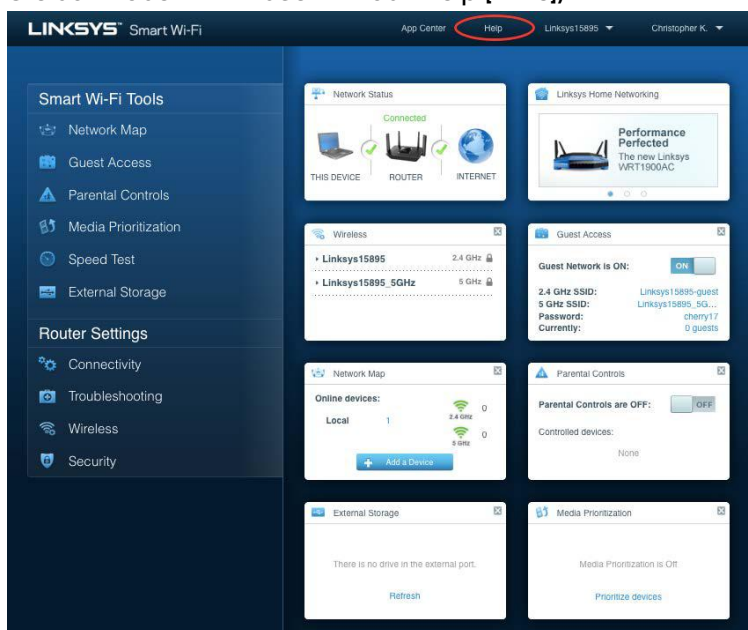 LINKSYS™ Smart Wi-Fi
App Center Help Linksys15895 Christopher K.
Smart Wi-Fi Tools
Network Map
Guest Access
Parental Controls
Media Prioritization
Speed Test
External Storage
Router Settings
Connectivity
Troubleshooting
Wireless
Security
Network Status
Connected
THIS DEVICE ROUTER INTERNET
Linksys Home Networking
Performance
Perfected
The new Linksys
WRT1900AC
Wireless
Linksys15895 2.4 GHz
Linksys15895_5GHz 5 GHz
Guest Access
Guest Network is ON: ON
2.4 GHz SSID: Linksys15895-guest
5 GHz SSID: Linksys15895_5G...
Password: cherry17
Currently: 0 guests
Network Map
Online devices:
Local 1
0
2.4 GHz
0
5 GHz
Add a Device
Parental Controls
Parental Controls are OFF: OFF
Controlled devices:
None
External Storage
There is no drive in the external port.
Refresh
Media Prioritization
Media Prioritization is Off
Prioritize devices